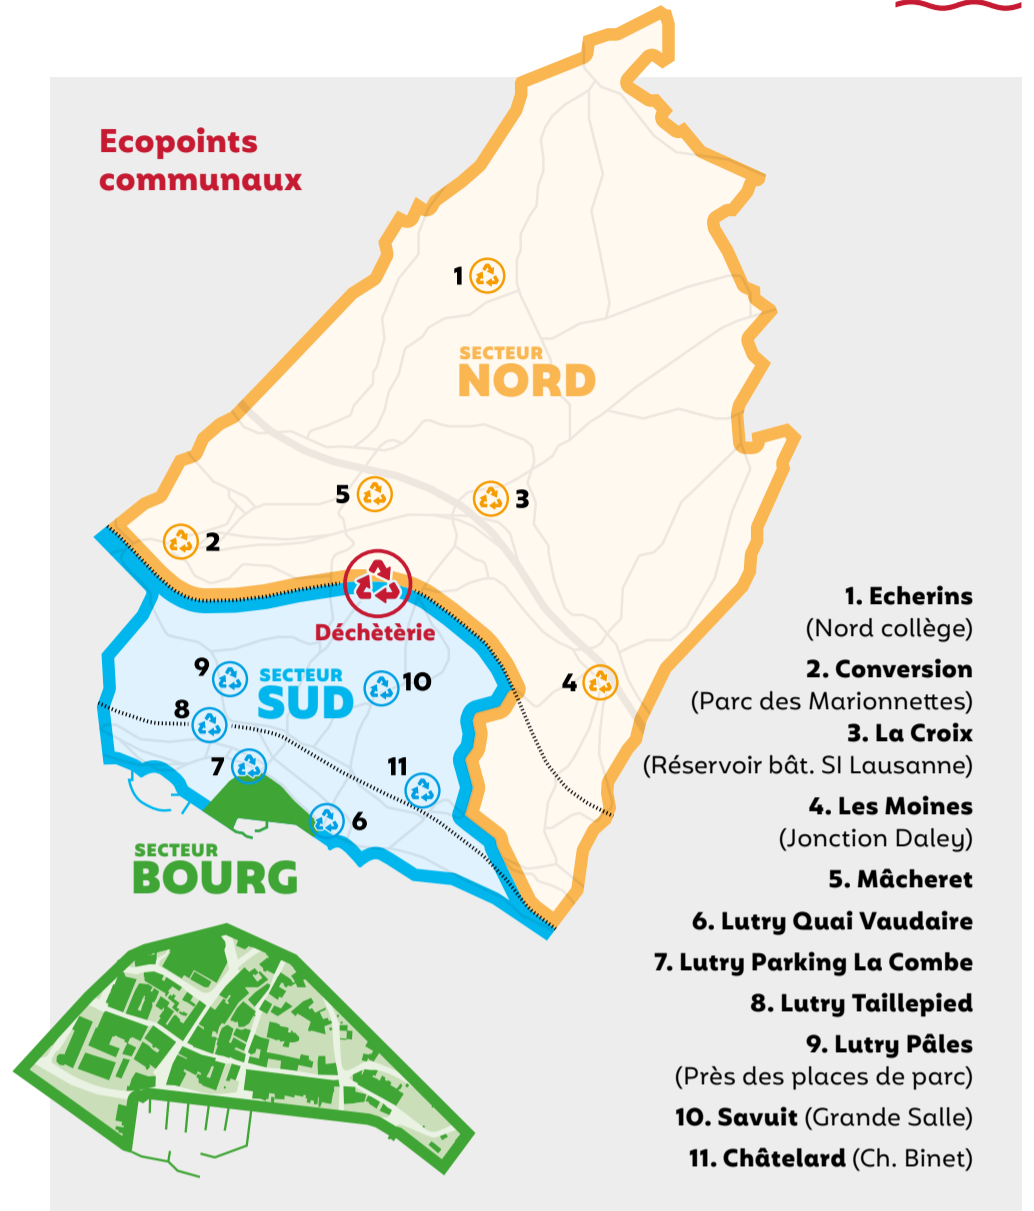 Ecopoints
communaux
1
SECTEUR
NORD
5
3
2
Déchètèrie
9
SECTEUR
SUD
10
4
8
7
11
6
SECTEUR
BOURG
1. Echerins
(Nord collège)
2. Conversion
(Parc des Marionnettes)
3. La Croix
(Réservoir bât. SI Lausanne)
4. Les Moines
(Jonction Daley)
5. Mâcheret
6. Lutry Quai Vaudaire
7. Lutry Parking La Combe
8. Lutry Taillepied
9. Lutry Pâles
(Près des places de parc)
10. Savuit (Grande Salle)
11. Châtelard (Ch. Binet)